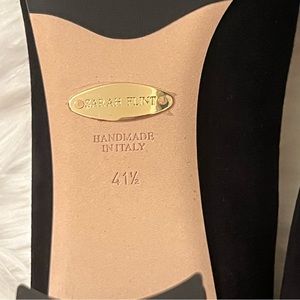 SARAH FLINT
HANDMADE
IN ITALY
41½